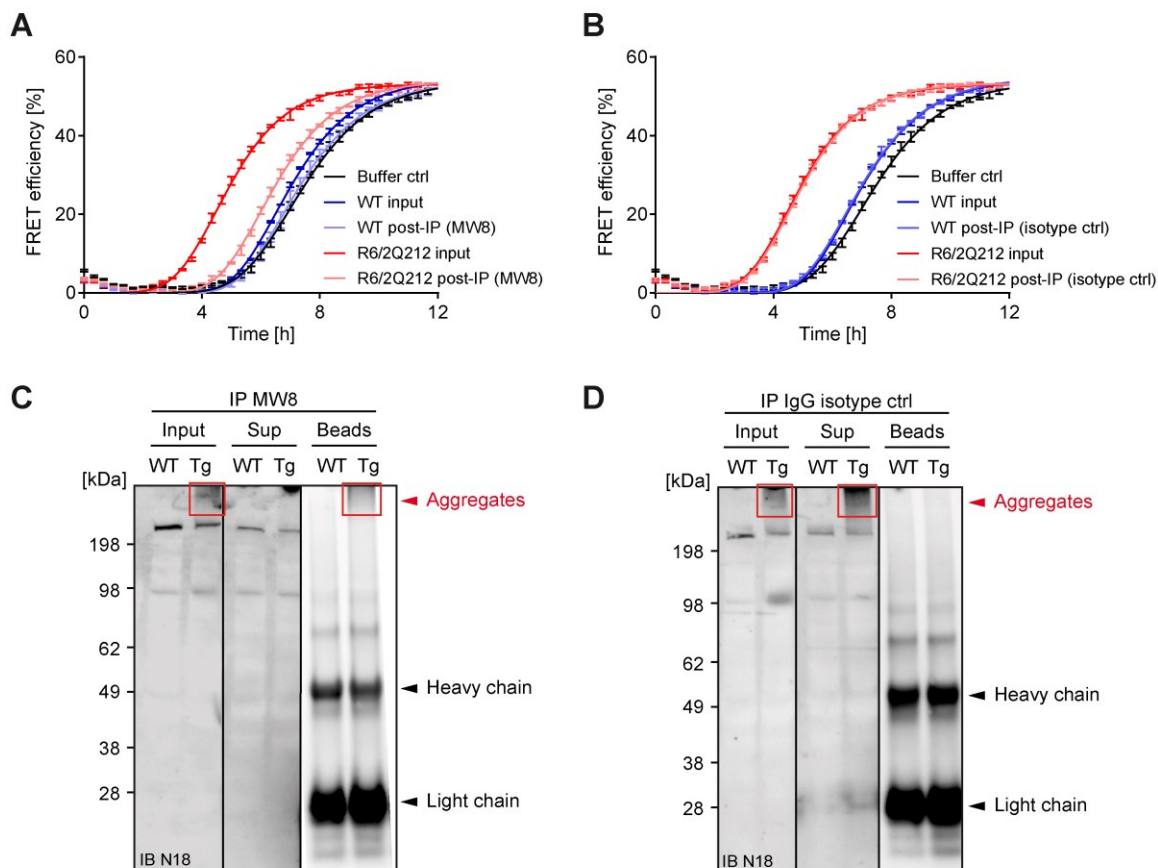 A
60
40
20
0
FRET efficiency [%]
0
4
8
12
Time [h]
Buffer ctrl
WT input
WT post-IP (MW8)
R6/2Q212 input
R6/2Q212 post-IP (MW8)
B
60
40
20
0
FRET efficiency [%]
0
4
8
12
Time [h]
Buffer ctrl
WT input
WT post-IP (isotype ctrl)
R6/2Q212 input
R6/2Q212 post-IP (isotype ctrl)
C
IP MW8
Input Sup Beads
WT Tg WT Tg WT Tg
[kDa]
Aggregates
198
98
62
49
Heavy chain
38
28
Light chain
IB N18
D
IP IgG isotype ctrl
Input Sup Beads
WT Tg WT Tg WT Tg
[kDa]
Aggregates
198
98
62
49
Heavy chain
38
28
Light chain
IB N18